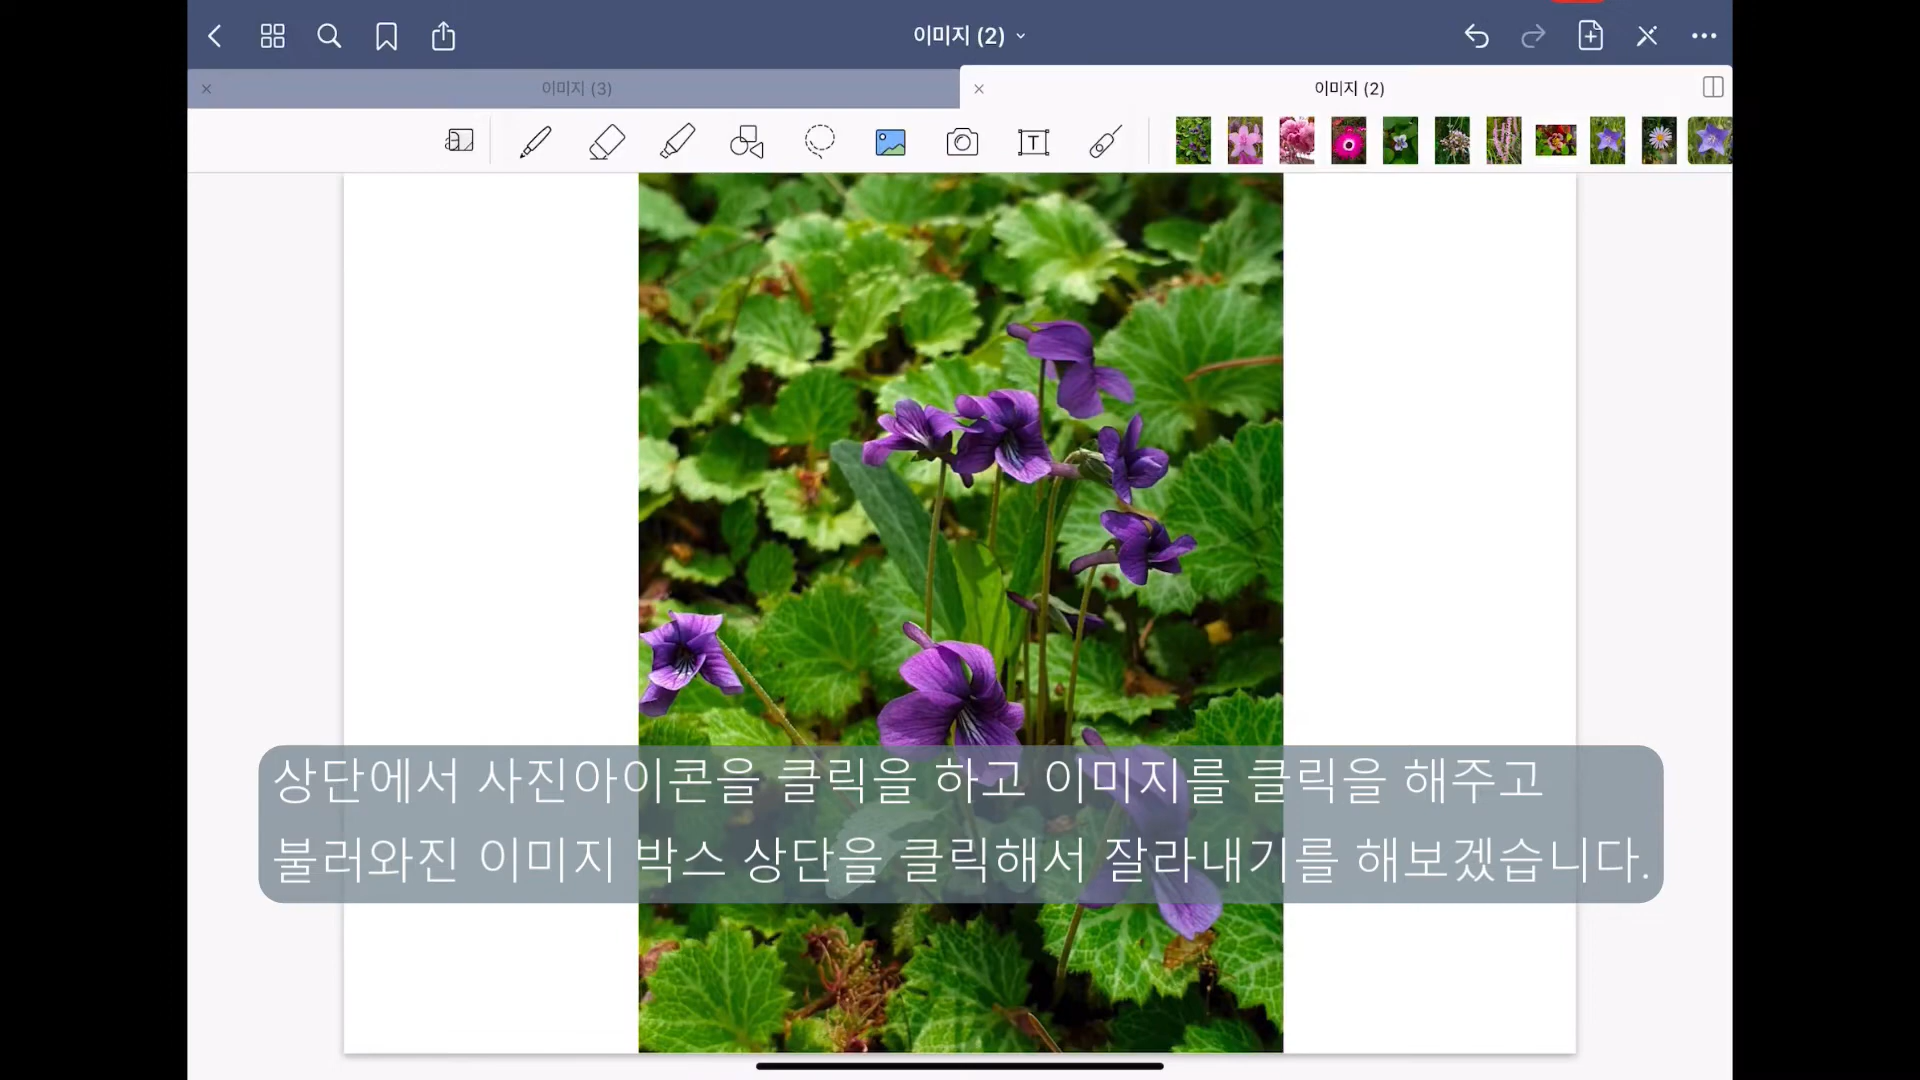 이미지 (2)
이미지 (3)
이미지 (2)
T
상단에서 사진아이콘을 클릭을 하고 이미지를 클릭을 해주고
불러와진 이미지 박스 상단을 클릭해서 잘라내기를 해보겠습니다.